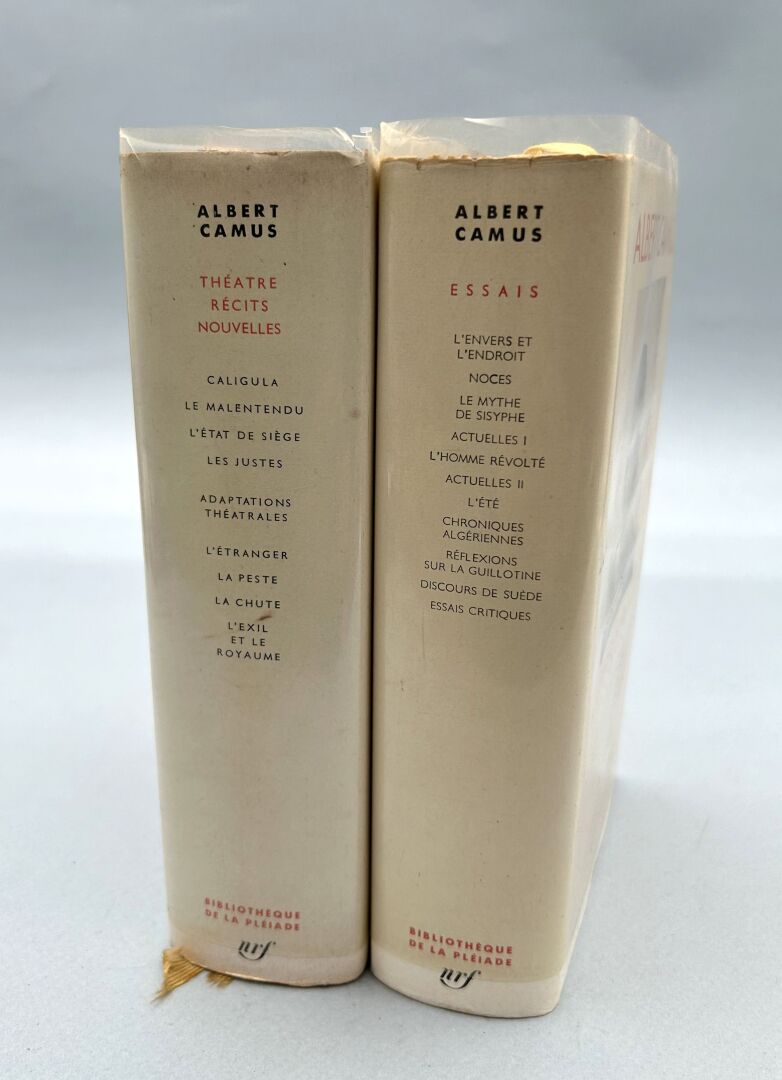 ALBERT
CAMUS
THÉATRE
RÉCITS
NOUVELLES
CALIGULA
LE MALENTENDU
L'ÉTAT DE SIÈGE
LES JUSTES
ADAPTATIONS
THÉATRALES
L'ÉTRANGER
LA PESTE
LA CHUTE
L'EXIL
ET LE
ROYAUME
BIBLIOTHÈQUE
DE LA PLÉIADE
nrf
ALBERT
CAMUS
ESSAIS
L'ENVERS ET
L'ENDROIT
NOCES
LE MYTHE
DE SISYPHE
ACTUELLES I
L'HOMME RÉVOLTÉ
ACTUELLES II
L'ÉTÉ
CHRONIQUES
ALGÉRIENNES
RÉFLEXIONS
SUR LA GUILLOTINE
DISCOURS DE SUÈDE
ESSAIS CRITIQUES
BIBLIOTHÈQUE
DE LA PLÉIADE
nrf